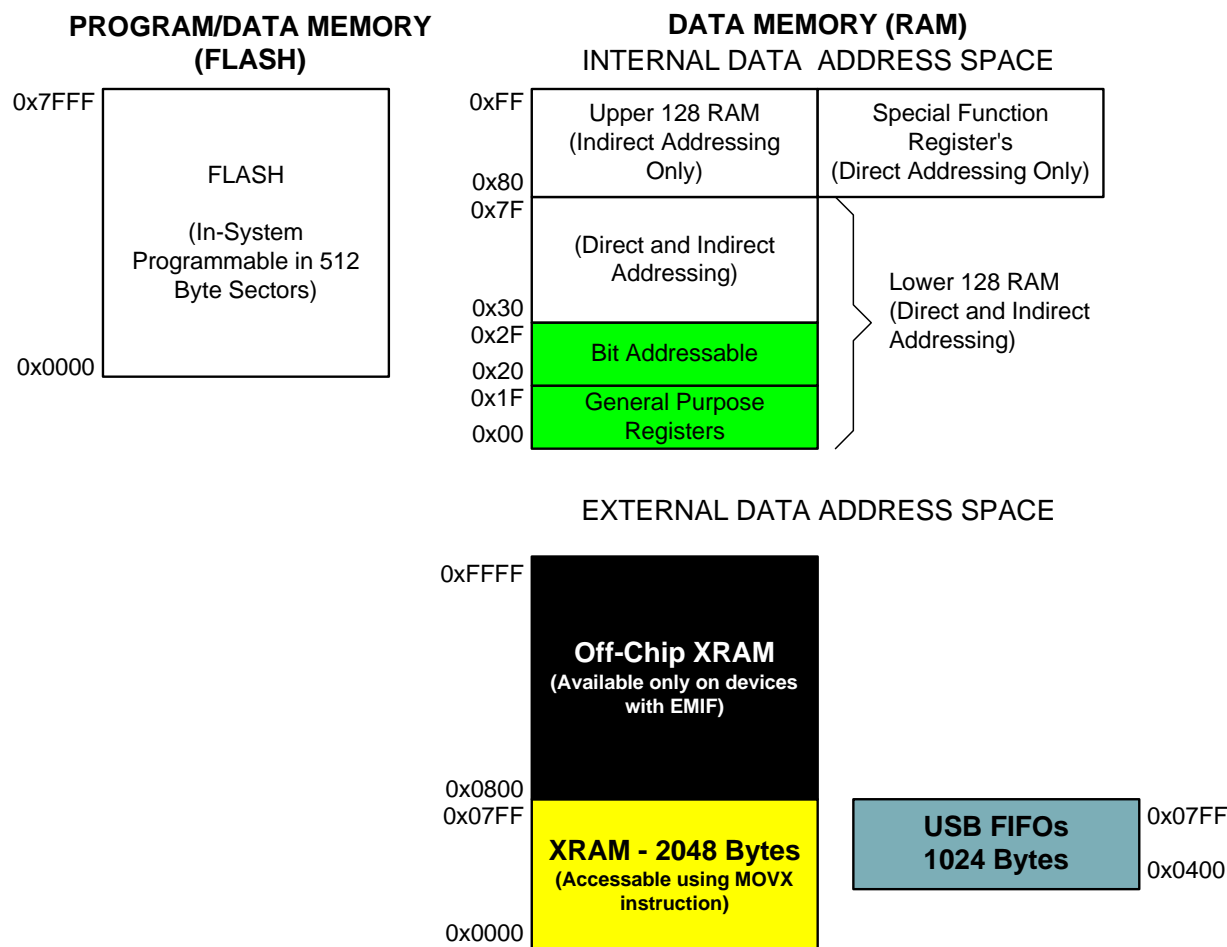 PROGRAM/DATA MEMORY
(FLASH)
0x7FFF
FLASH
(In-System
Programmable in 512
Byte Sectors)
0x0000
DATA MEMORY (RAM)
INTERNAL DATA ADDRESS SPACE
0xFF
Upper 128 RAM
(Indirect Addressing
Only)
0x80
Special Function
Register's
(Direct Addressing Only)
0x7F
(Direct and Indirect
Addressing)
0x30
Lower 128 RAM
(Direct and Indirect
Addressing)
0x2F
Bit Addressable
0x20
0x1F
General Purpose
Registers
0x00
EXTERNAL DATA ADDRESS SPACE
0xFFFF
Off-Chip XRAM
(Available only on devices
with EMIF)
0x0800
0x07FF
XRAM - 2048 Bytes
(Accessable using MOVX
instruction)
0x0000
USB FIFOs
1024 Bytes
0x07FF
0x0400